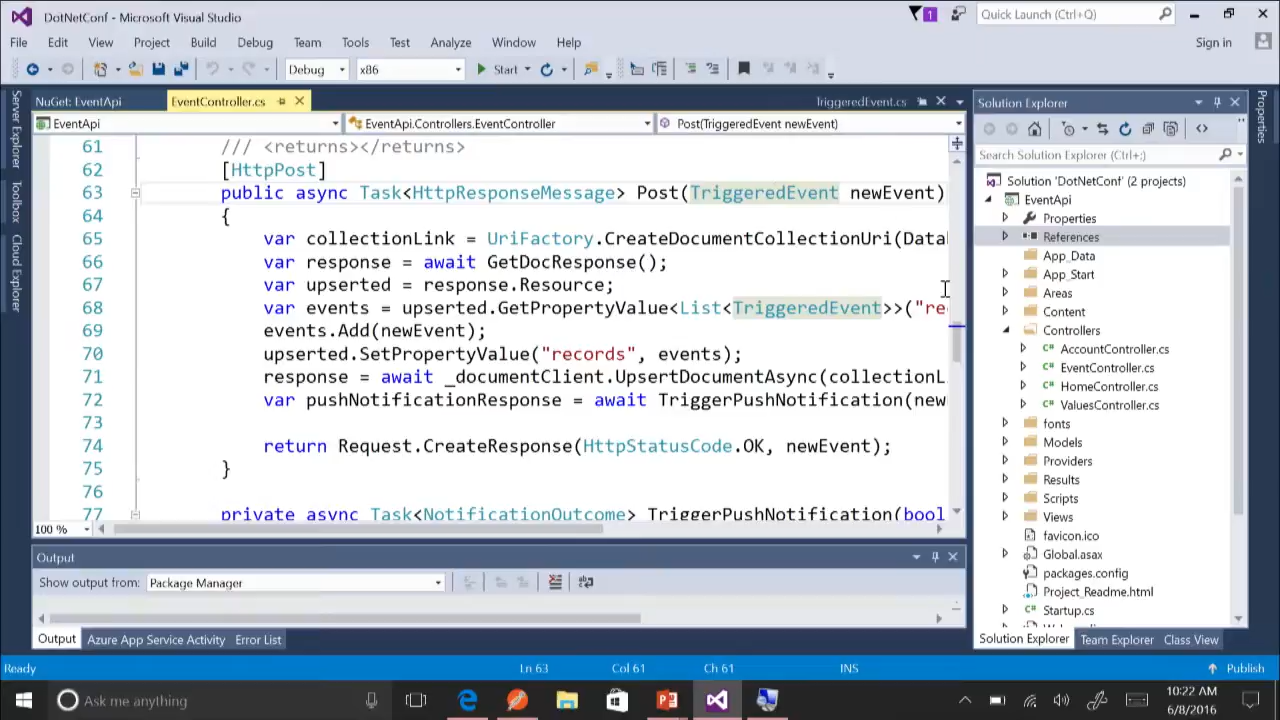 DotNetConf - Microsoft Visual Studio
1
Quick Launch (Ctrl+Q)
File Edit View Project Build Debug Team Tools Test Analyze Window Help
Sign in
Debug x86 Start
NuGet: EventApi EventController.cs TriggeredEvent.cs
EventApi EventApi.Controllers.EventController Post(TriggeredEvent newEvent)
61 /// <returns></returns>
62 [HttpPost]
63 public async Task<HttpResponseMessage> Post(TriggeredEvent newEvent)
64 {
65 var collectionLink = UriFactory.CreateDocumentCollectionUri(Datab
66 var response = await GetDocResponse();
67 var upserted = response.Resource;
68 var events = upserted.GetPropertyValue<List<TriggeredEvent>>("re
69 events.Add(newEvent);
70 upserted.SetPropertyValue("records", events);
71 response = await _documentClient.UpsertDocumentAsync(collectionL
72 var pushNotificationResponse = await TriggerPushNotification(new
73
74 return Request.CreateResponse(HttpStatusCode.OK, newEvent);
75 }
76
77 private async Task<NotificationOutcome> TriggerPushNotification(bool
100 %
Output
Show output from: Package Manager
Output Azure App Service Activity Error List
Server Explorer
Toolbox
Cloud Explorer
Solution Explorer
Search Solution Explorer (Ctrl+;)
Solution 'DotNetConf' (2 projects)
EventApi
Properties
References
App_Data
App_Start
Areas
Content
Controllers
C# AccountController.cs
C# EventController.cs
C# HomeController.cs
C# ValuesController.cs
fonts
Models
Providers
Results
Scripts
Views
favicon.ico
Global.asax
packages.config
Project_Readme.html
C# Startup.cs
Solution Explorer Team Explorer Class View
Properties
Ready Ln 63 Col 61 Ch 61 INS Publish
Ask me anything
10:22 AM
6/8/2016